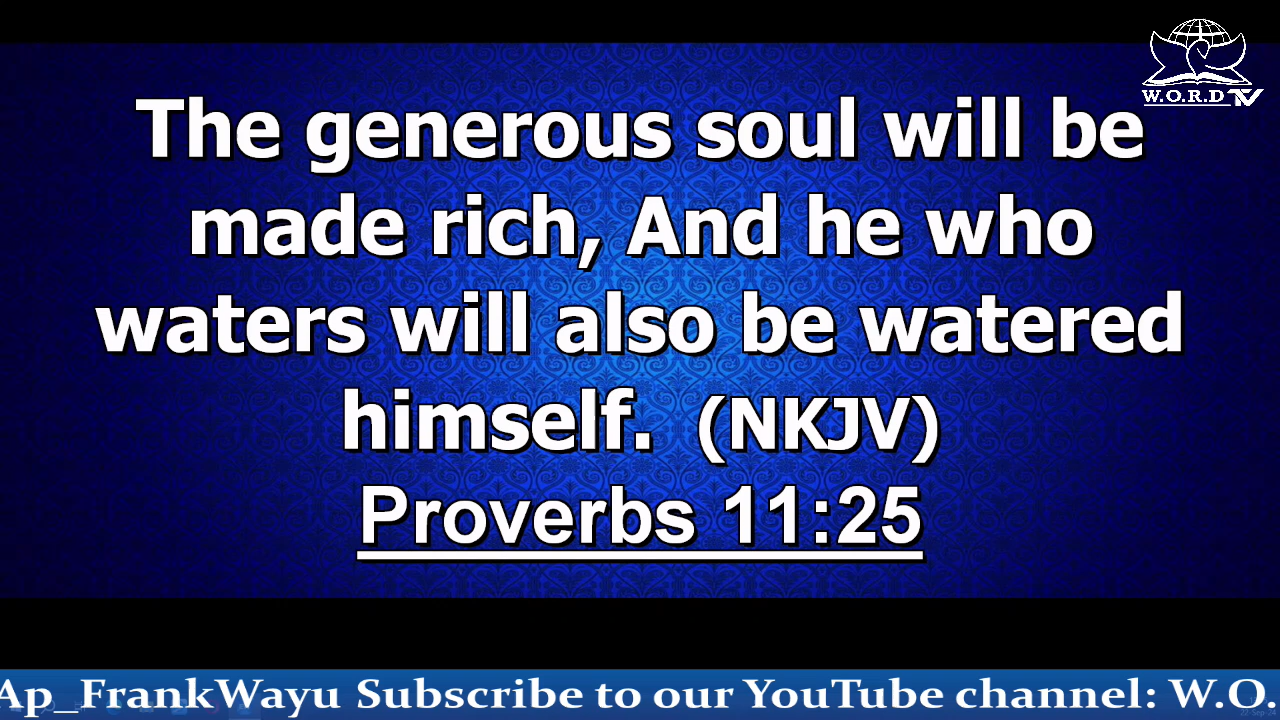 W.O.R.D TV
The generous soul will be
made rich, And he who
waters will also be watered
himself. (NKJV)
Proverbs 11:25
Ap_FrankWayu Subscribe to our YouTube channel: W.O.